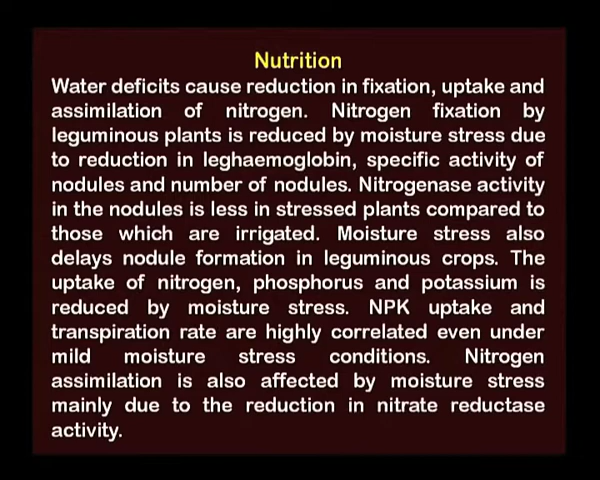 Nutrition
Water deficits cause reduction in fixation, uptake and
assimilation of nitrogen. Nitrogen fixation by
leguminous plants is reduced by moisture stress due
to reduction in leghaemoglobin, specific activity of
nodules and number of nodules. Nitrogenase activity
in the nodules is less in stressed plants compared to
those which are irrigated. Moisture stress also
delays nodule formation in leguminous crops. The
uptake of nitrogen, phosphorus and potassium is
reduced by moisture stress. NPK uptake and
transpiration rate are highly correlated even under
mild moisture stress conditions. Nitrogen
assimilation is also affected by moisture stress
mainly due to the reduction in nitrate reductase
activity.